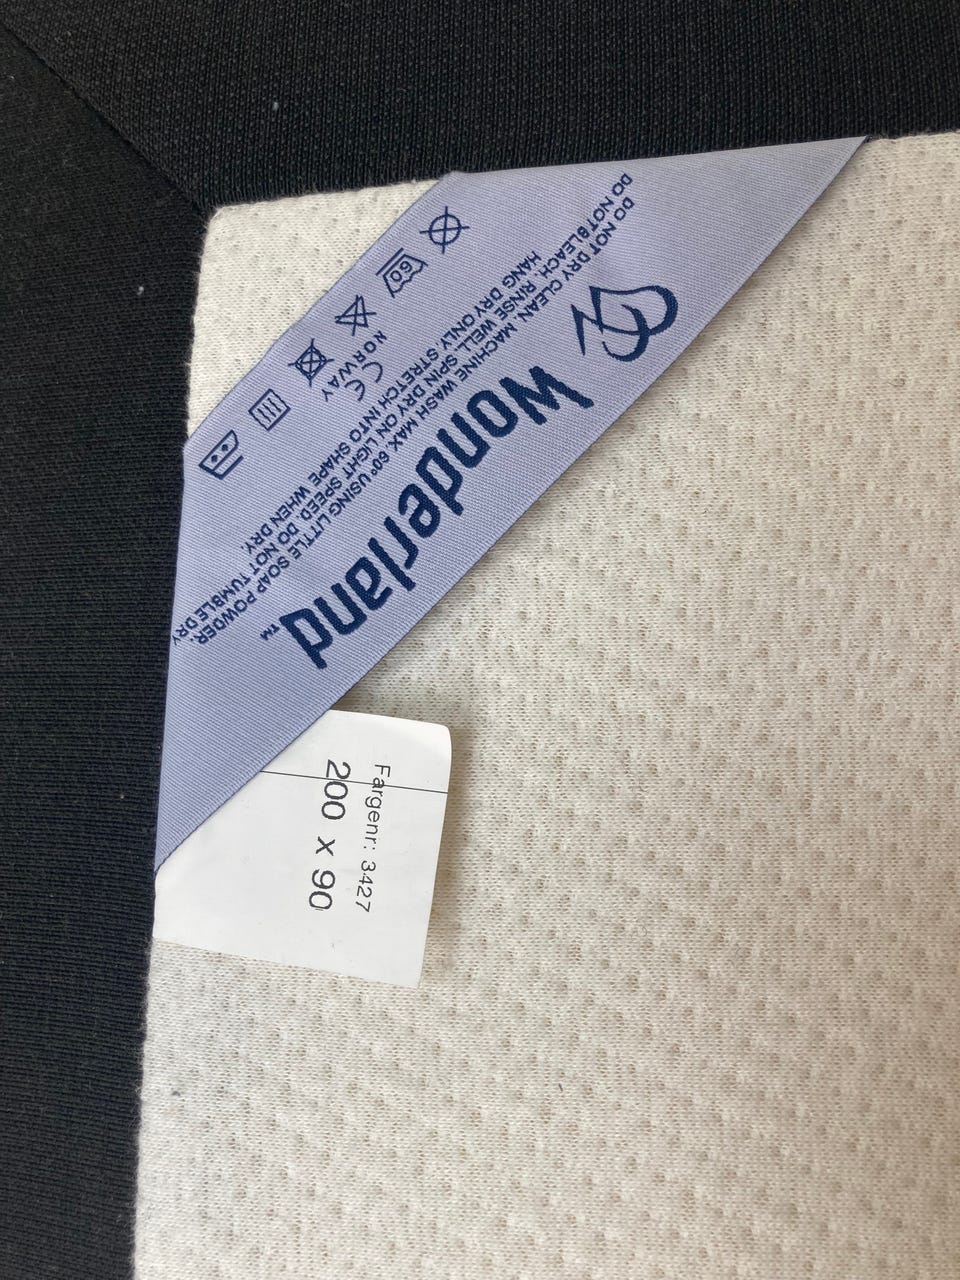 Wonderland™
DO NOT DRY CLEAN. MACHINE WASH MAX. 60° USING LITTLE SOAP POWDER.
DO NOT BLEACH. RINSE WELL. SPIN DRY ON LIGHT SPEED. DO NOT TUMBLE DRY.
HANG DRY ONLY. STRETCH INTO SHAPE WHEN DRY.
CE
NORWAY
60
Fargenr: 3427
200 x 90